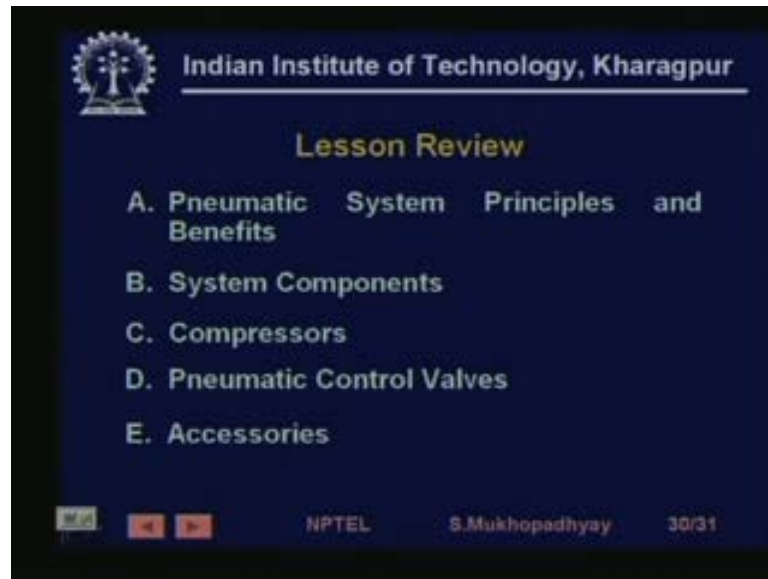 Indian Institute of Technology, Kharagpur
Lesson Review
A. Pneumatic System Principles and
Benefits
B. System Components
C. Compressors
D. Pneumatic Control Valves
E. Accessories
NPTEL S.Mukhopadhyay 30/31